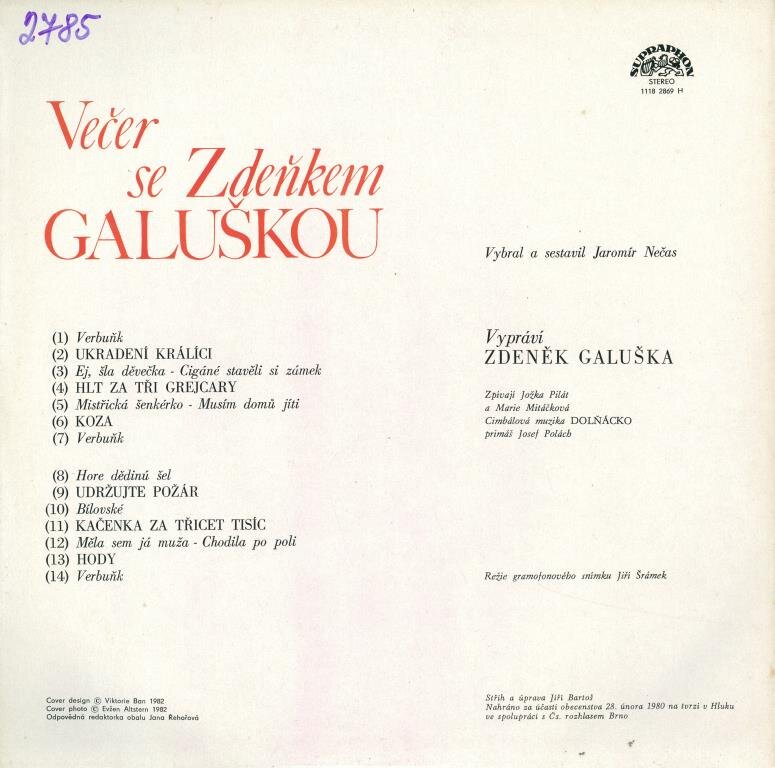 2785
SUPRAPHON
STEREO
1118 2869 H
Večer
se Zdeňkem
GALUŠKOU
Vybral a sestavil Jaromír Nečas
(1) Verbuňk
(2) UKRADENÍ KRÁLÍCI
(3) Ej, šla děvečka - Cigáné stavěli si zámek
(4) HLT ZA TŘI GREJCARY
(5) Mistřická šenkérko - Musím domů jíti
(6) KOZA
(7) Verbuňk
Vypráví
ZDENĚK GALUŠKA
Zpívají Jožka Pilát
a Marie Mitáčková
Cimbálová muzika DOLŇÁCKO
primáš Josef Polách
(8) Hore dědinú šel
(9) UDRŽUJTE POŽÁR
(10) Bílovské
(11) KAČENKA ZA TŘICET TISÍC
(12) Měla sem já muža - Chodila po poli
(13) HODY
(14) Verbuňk
Režie gramofonového snímku Jiří Šrámek
Cover design © Viktorie Ban 1982
Cover photo © Evžen Altstern 1982
Odpovědná redaktorka obalu Jana Řehořová
Střih a úprava Jiří Bartoš
Nahráno za účasti obecenstva 28. února 1980 na tvrzi v Hluku
ve spolupráci s Čs. rozhlasem Brno